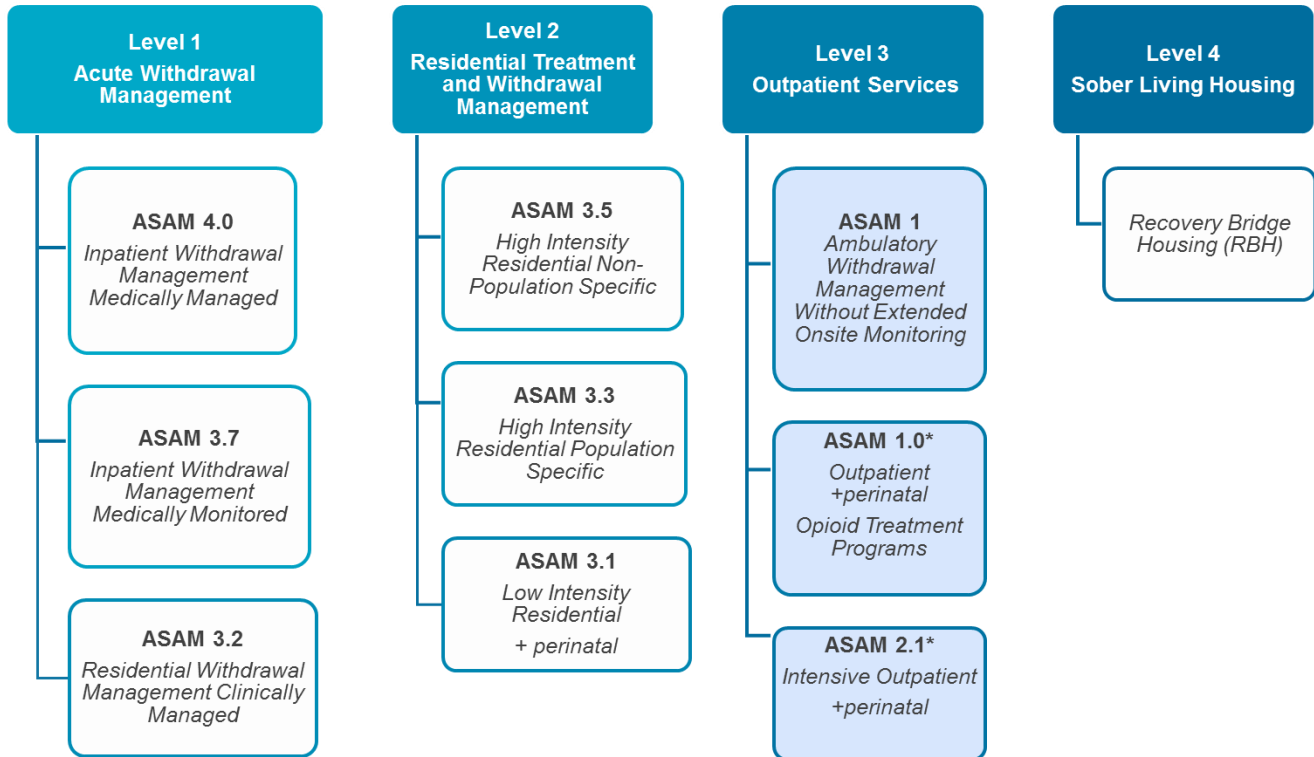 Level 1
Acute Withdrawal
Management
ASAM 4.0
Inpatient Withdrawal
Management
Medically Managed
ASAM 3.7
Inpatient Withdrawal
Management
Medically Monitored
ASAM 3.2
Residential Withdrawal
Management Clinically
Managed
Level 2
Residential Treatment
and Withdrawal
Management
ASAM 3.5
High Intensity
Residential Non-
Population Specific
ASAM 3.3
High Intensity
Residential Population
Specific
ASAM 3.1
Low Intensity
Residential
+ perinatal
Level 3
Outpatient Services
ASAM 1
Ambulatory
Withdrawal
Management
Without Extended
Onsite Monitoring
ASAM 1.0*
Outpatient
+perinatal
Opioid Treatment
Programs
ASAM 2.1*
Intensive Outpatient
+perinatal
Level 4
Sober Living Housing
Recovery Bridge
Housing (RBH)